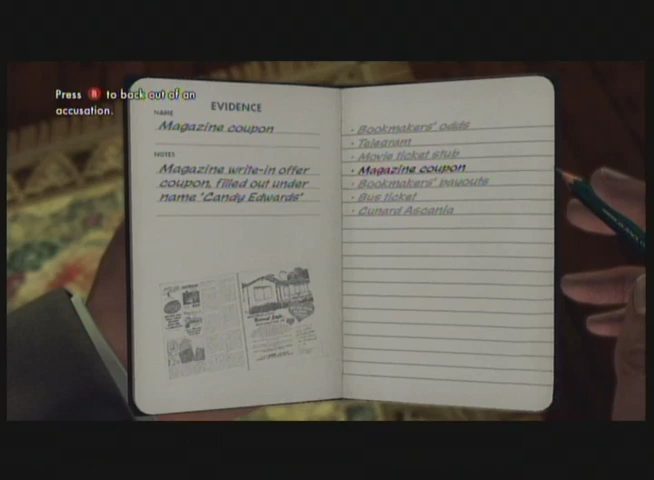 Press B to back out of an
accusation.
EVIDENCE
NAME
Magazine coupon
NOTES
Magazine write-in offer
coupon, filled out under
name 'Candy Edwards'
· Bookmakers' odds
· Telegram
· Movie ticket stub
· Magazine coupon
· Bookmakers' payouts
· Bus ticket
· Cunard Ascania